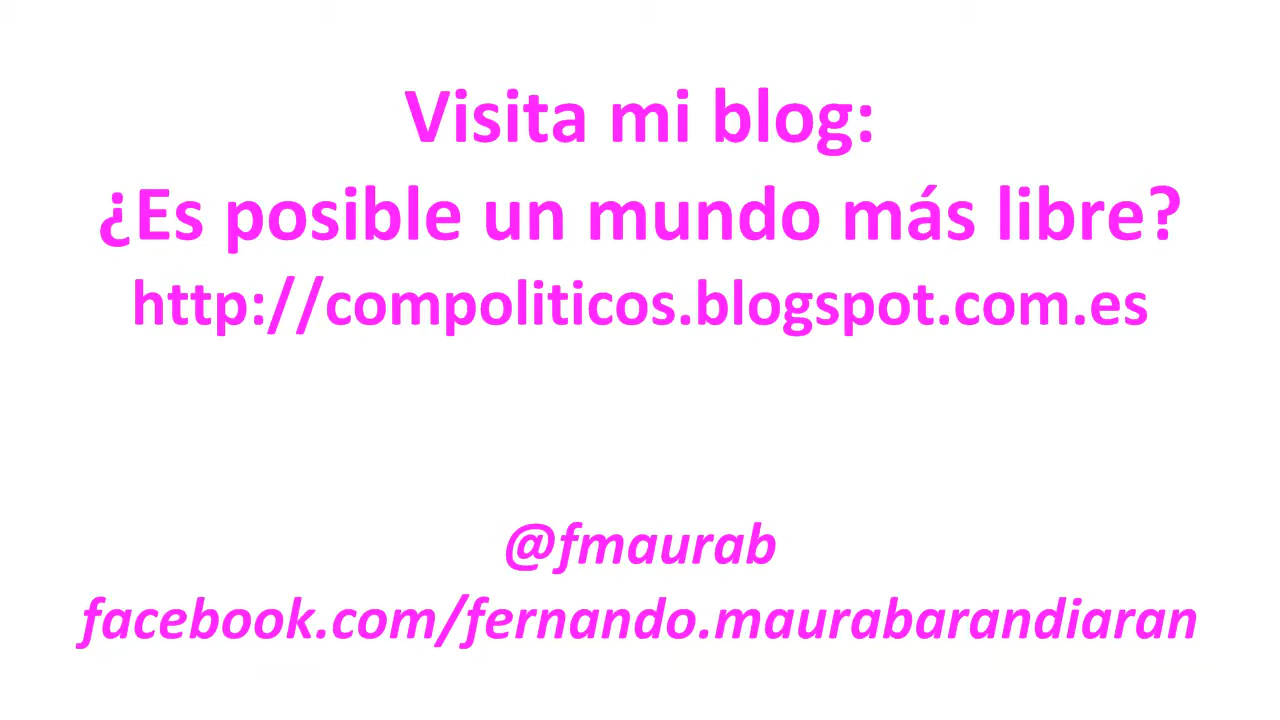 Visita mi blog:
¿Es posible un mundo más libre?
http://compoliticos.blogspot.com.es
@fmaurab
facebook.com/fernando.maurabarandiaran